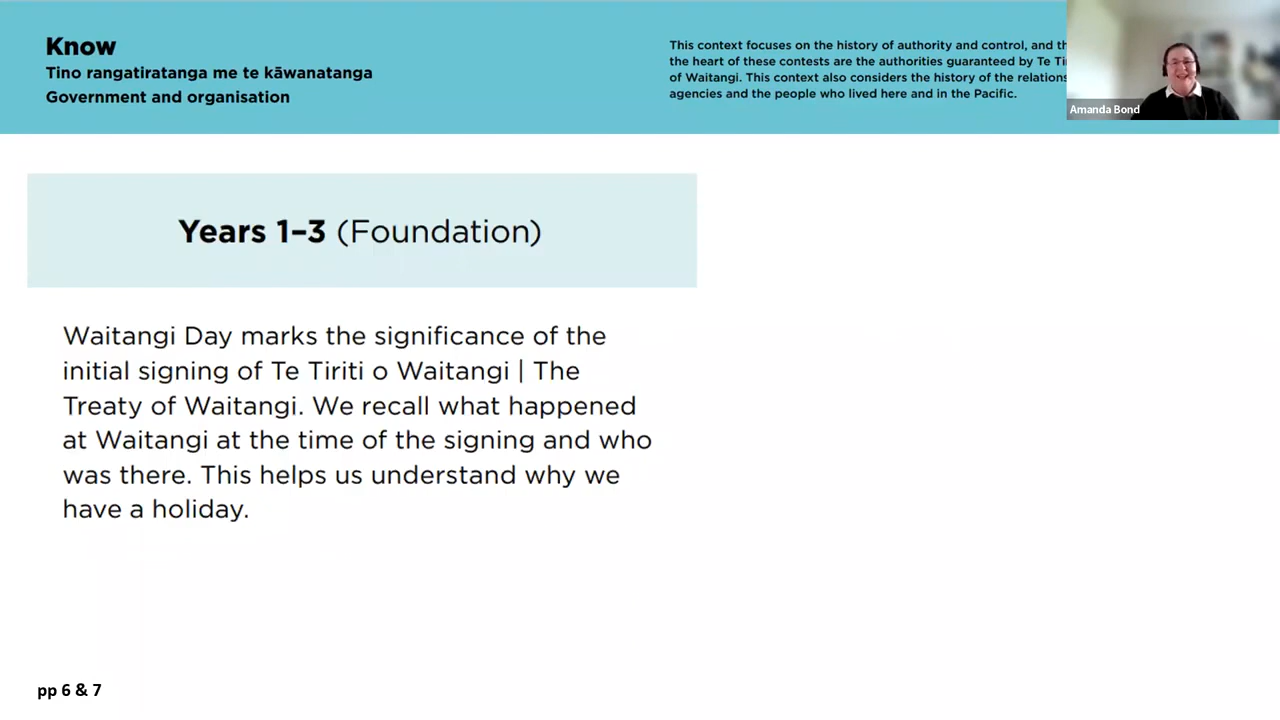 Know
Tino rangatiratanga me te kāwanatanga
Government and organisation
This context focuses on the history of authority and control, and
the heart of these contests are the authorities guaranteed by Te
of Waitangi. This context also considers the history of the
agencies and the people who lived here and in the Pacific.
Amanda Bond
Years 1–3 (Foundation)
Waitangi Day marks the significance of the
initial signing of Te Tiriti o Waitangi | The
Treaty of Waitangi. We recall what happened
at Waitangi at the time of the signing and who
was there. This helps us understand why we
have a holiday.
pp 6 & 7